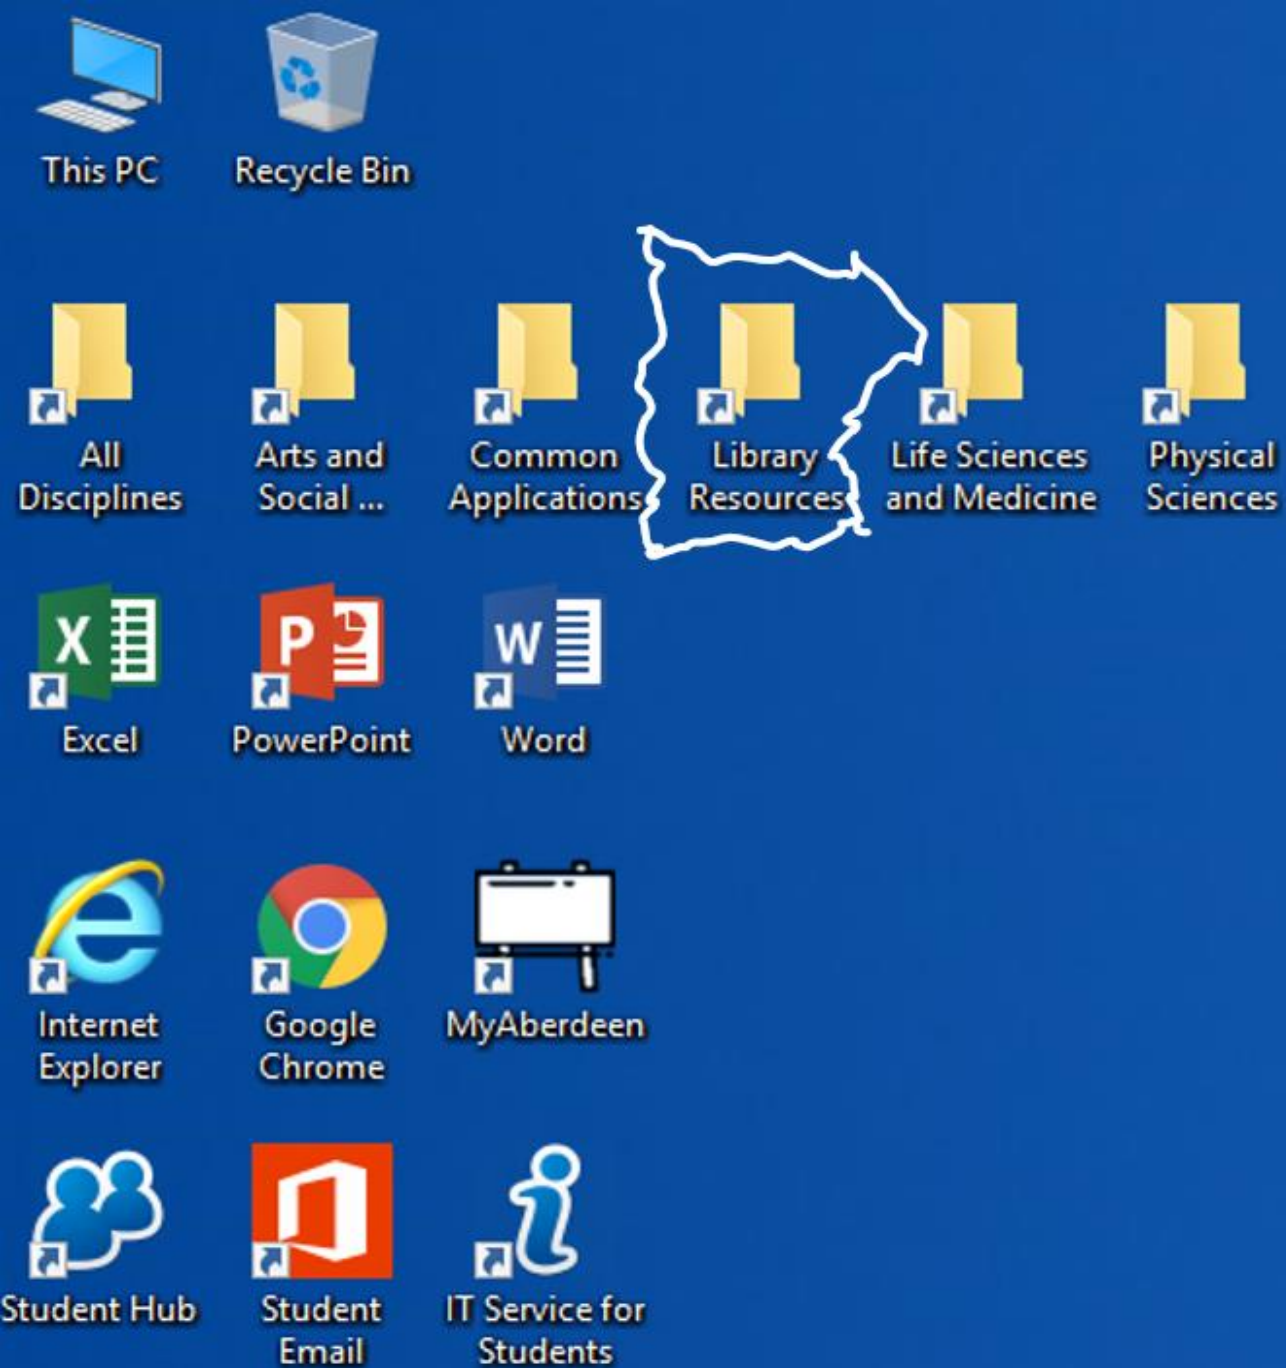 This PC
Recycle Bin
All
Disciplines
Arts and
Social ...
Common
Applications
Library
Resources
Life Sciences
and Medicine
Physical
Sciences
X
P
W
Excel
PowerPoint
Word
Internet
Explorer
Google
Chrome
MyAberdeen
Student Hub
Student
Email
IT Service for
Students